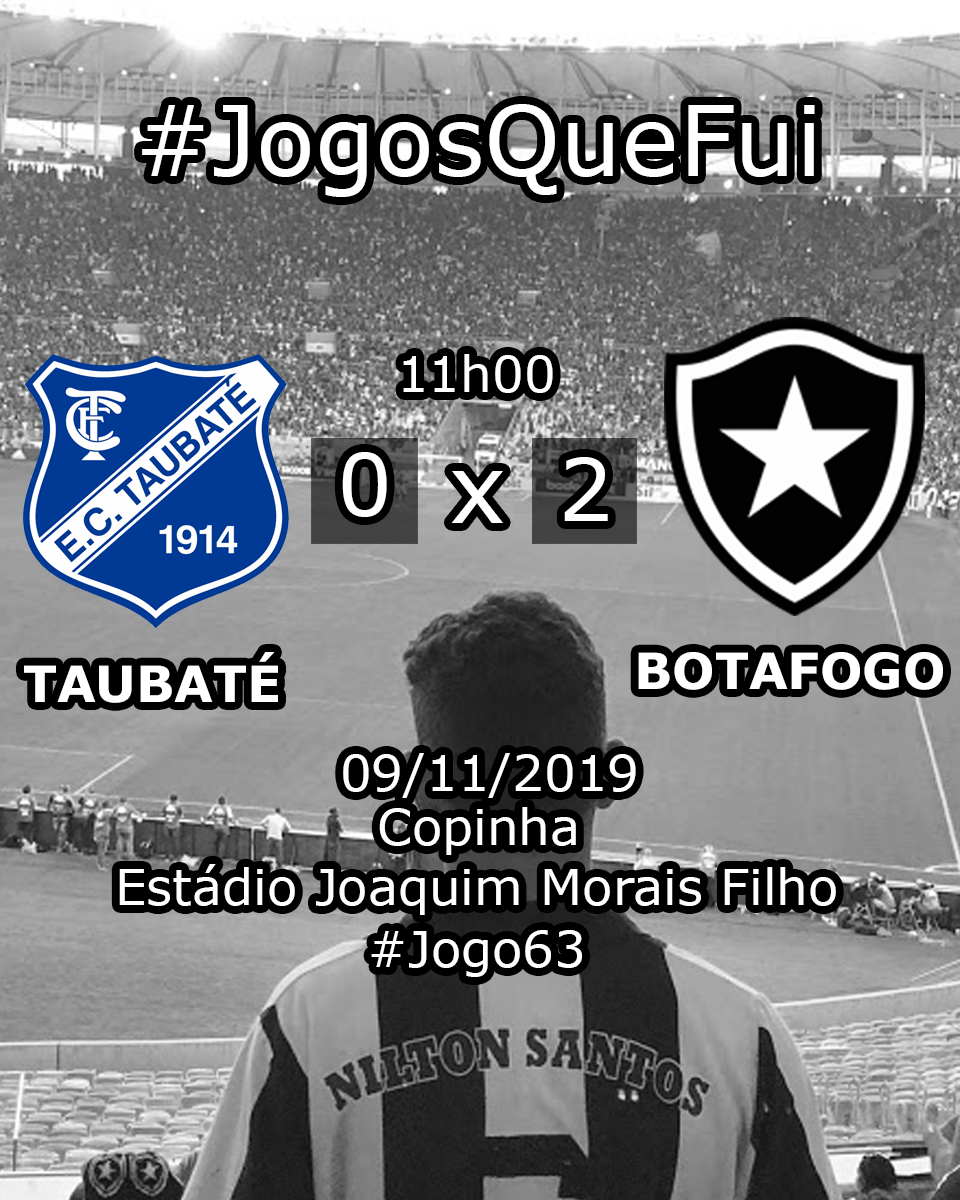 #JogosQueFui
11h00
0 x 2
TFC
E.C. TAUBATÉ
1914
TAUBATÉ
BOTAFOGO
09/11/2019
Copinha
Estádio Joaquim Morais Filho
#Jogo63
NILTON SANTOS